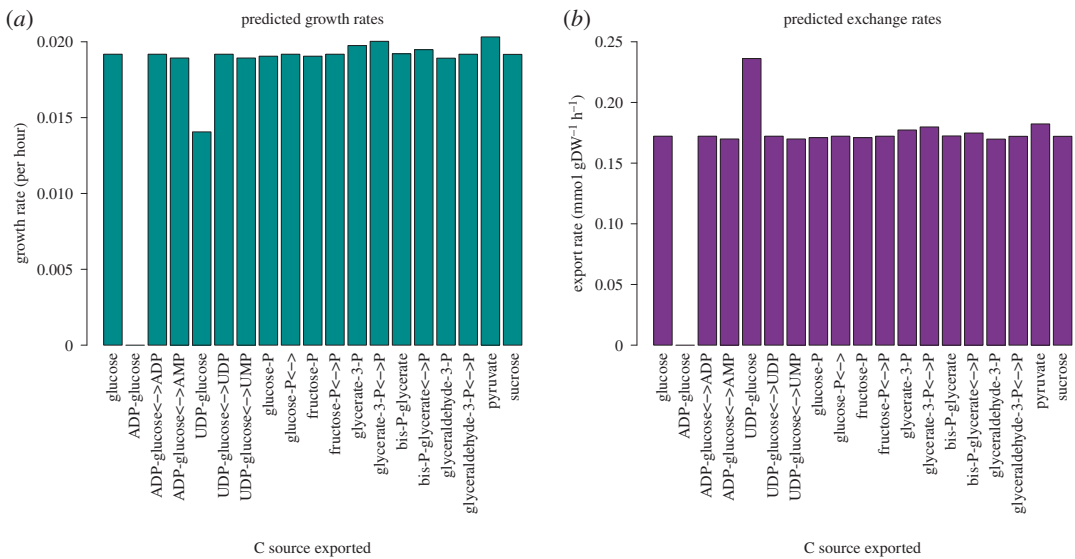 (a)
predicted growth rates
growth rate (per hour)
0.020
0.015
0.010
0.005
0
glucose
ADP-glucose
ADP-glucose<->ADP
ADP-glucose<->AMP
UDP-glucose
UDP-glucose<->UDP
UDP-glucose<->UMP
glucose-P
glucose-P<->
fructose-P
fructose-P<->P
glycerate-3-P
glycerate-3-P<->P
bis-P-glycerate
bis-P-glycerate<->P
glyceraldehyde-3-P
glyceraldehyde-3-P<->P
pyruvate
sucrose
C source exported
(b)
predicted exchange rates
export rate (mmol gDW⁻¹ h⁻¹)
0.25
0.20
0.15
0.10
0.05
0
glucose
ADP-glucose
ADP-glucose<->ADP
ADP-glucose<->AMP
UDP-glucose
UDP-glucose<->UDP
UDP-glucose<->UMP
glucose-P
glucose-P<->
fructose-P
fructose-P<->P
glycerate-3-P
glycerate-3-P<->P
bis-P-glycerate
bis-P-glycerate<->P
glyceraldehyde-3-P
glyceraldehyde-3-P<->P
pyruvate
sucrose
C source exported